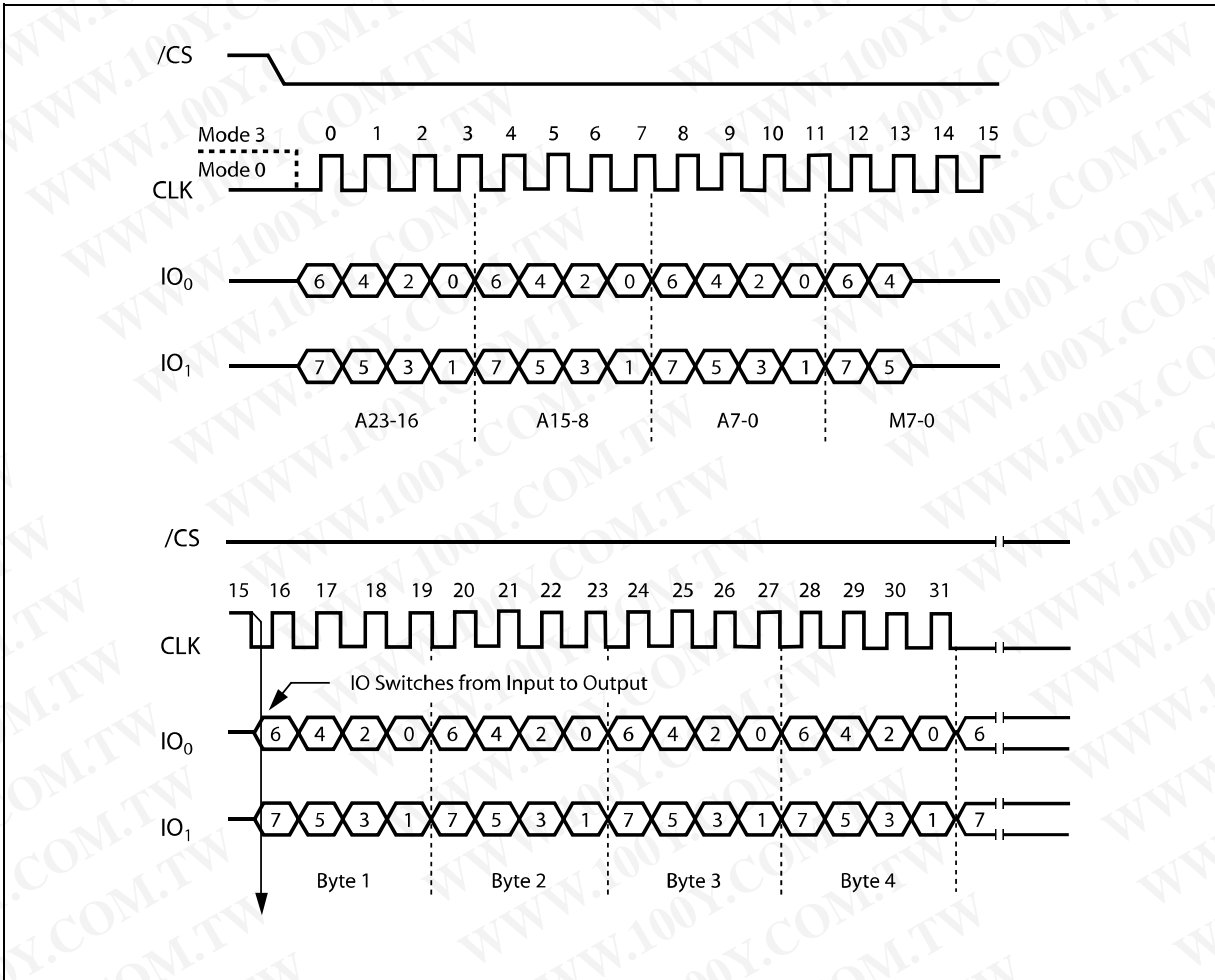 /CS
Mode 3
0 1 2 3 4 5 6 7 8 9 10 11 12 13 14 15
Mode 0
CLK
IO0 6 4 2 0 6 4 2 0 6 4 2 0 6 4
IO1 7 5 3 1 7 5 3 1 7 5 3 1 7 5
A23-16 A15-8 A7-0 M7-0
/CS
15 16 17 18 19 20 21 22 23 24 25 26 27 28 29 30 31
CLK
IO Switches from Input to Output
IO0 6 4 2 0 6 4 2 0 6 4 2 0 6 4 2 0 6
IO1 7 5 3 1 7 5 3 1 7 5 3 1 7 5 3 1 7
Byte 1 Byte 2 Byte 3 Byte 4
WWW.100Y.COM.TW